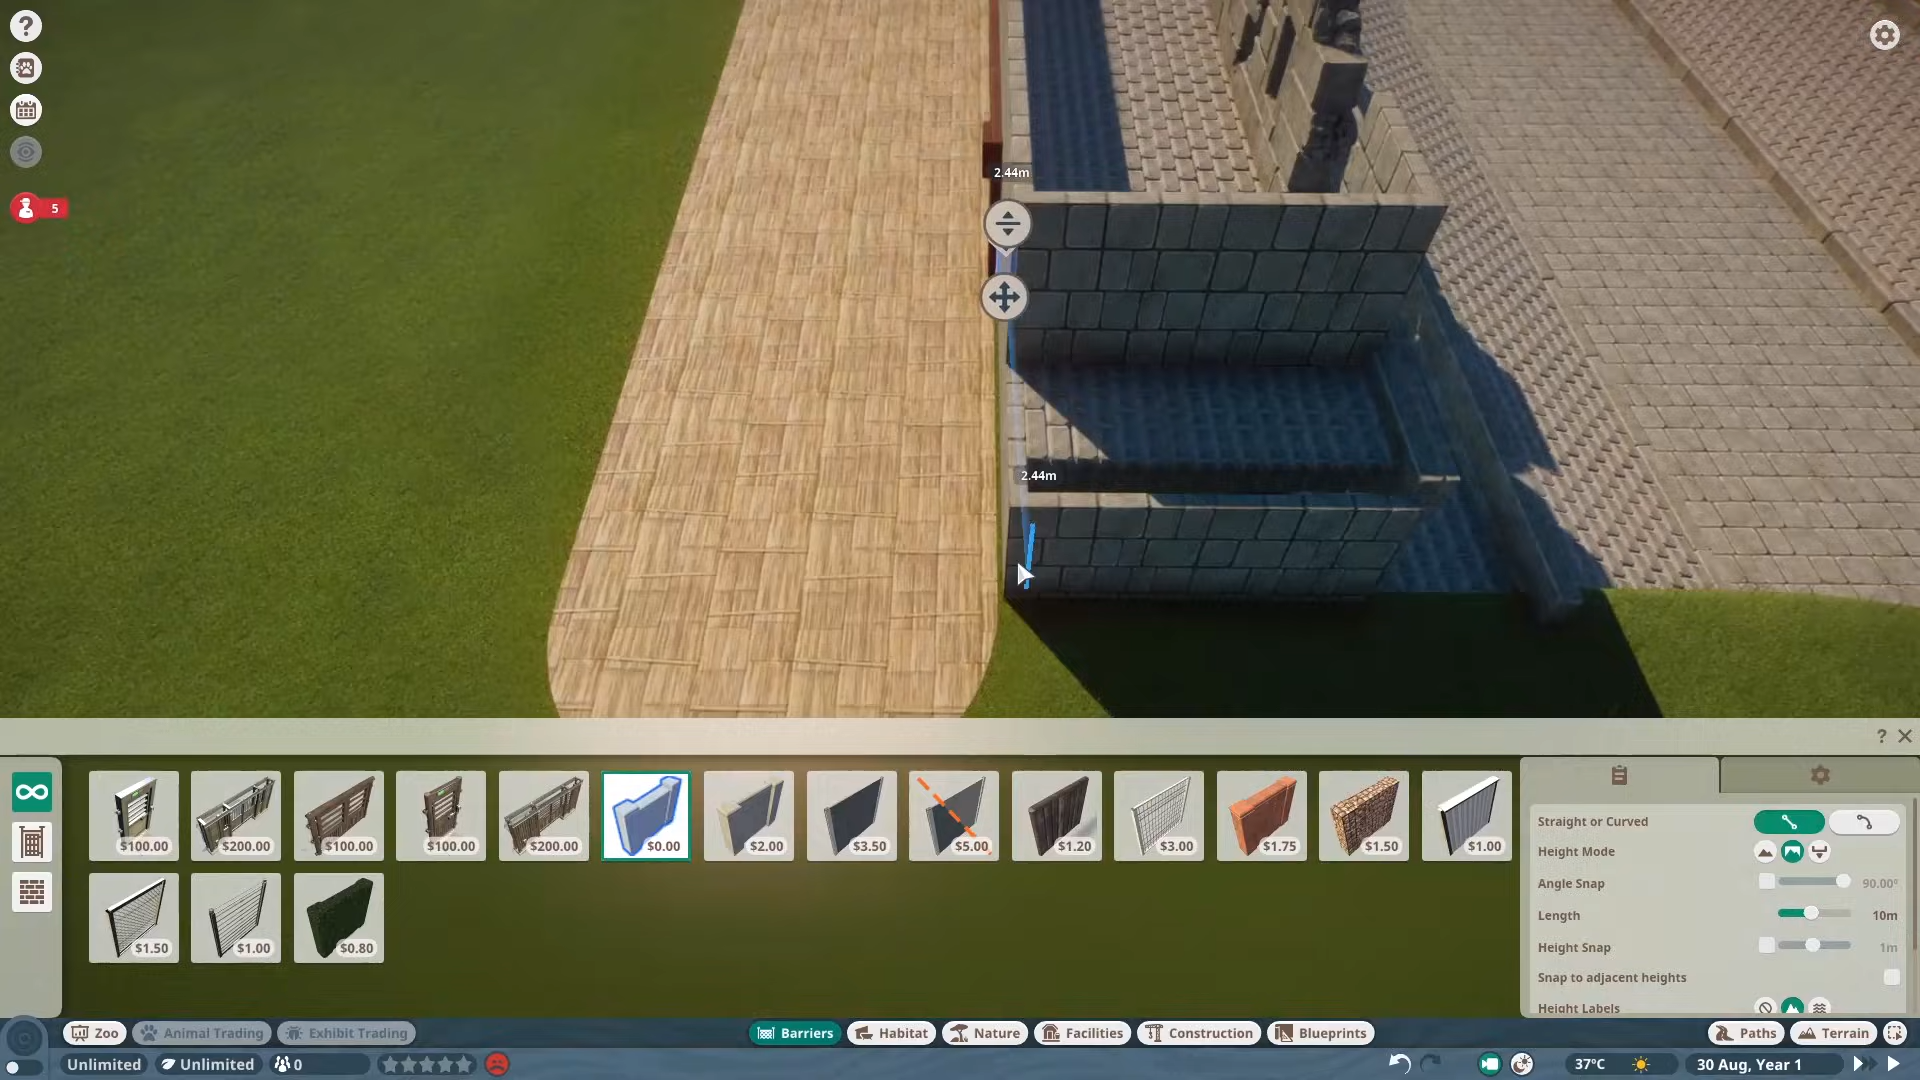 ?
5
2.44m
2.44m
?
$100.00
$200.00
$100.00
$100.00
$200.00
$0.00
$2.00
$3.50
$5.00
$1.20
$3.00
$1.75
$1.50
$1.00
$1.50
$1.00
$0.80
Straight or Curved
Height Mode
Angle Snap 90.00°
Length 10m
Height Snap 1m
Snap to adjacent heights
Height Labels
Zoo
Animal Trading
Exhibit Trading
Barriers
Habitat
Nature
Facilities
Construction
Blueprints
Paths
Terrain
Unlimited
Unlimited
0
37°C
30 Aug, Year 1